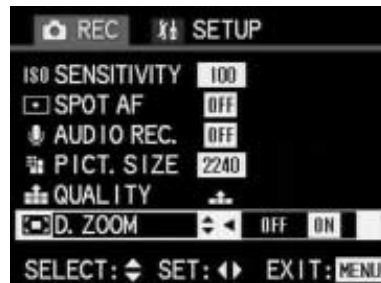 REC SETUP
ISO SENSITIVITY 100
SPOT AF OFF
AUDIO REC. OFF
PICT. SIZE 2240
QUALITY
D. ZOOM OFF ON
SELECT: SET: EXIT: MENU